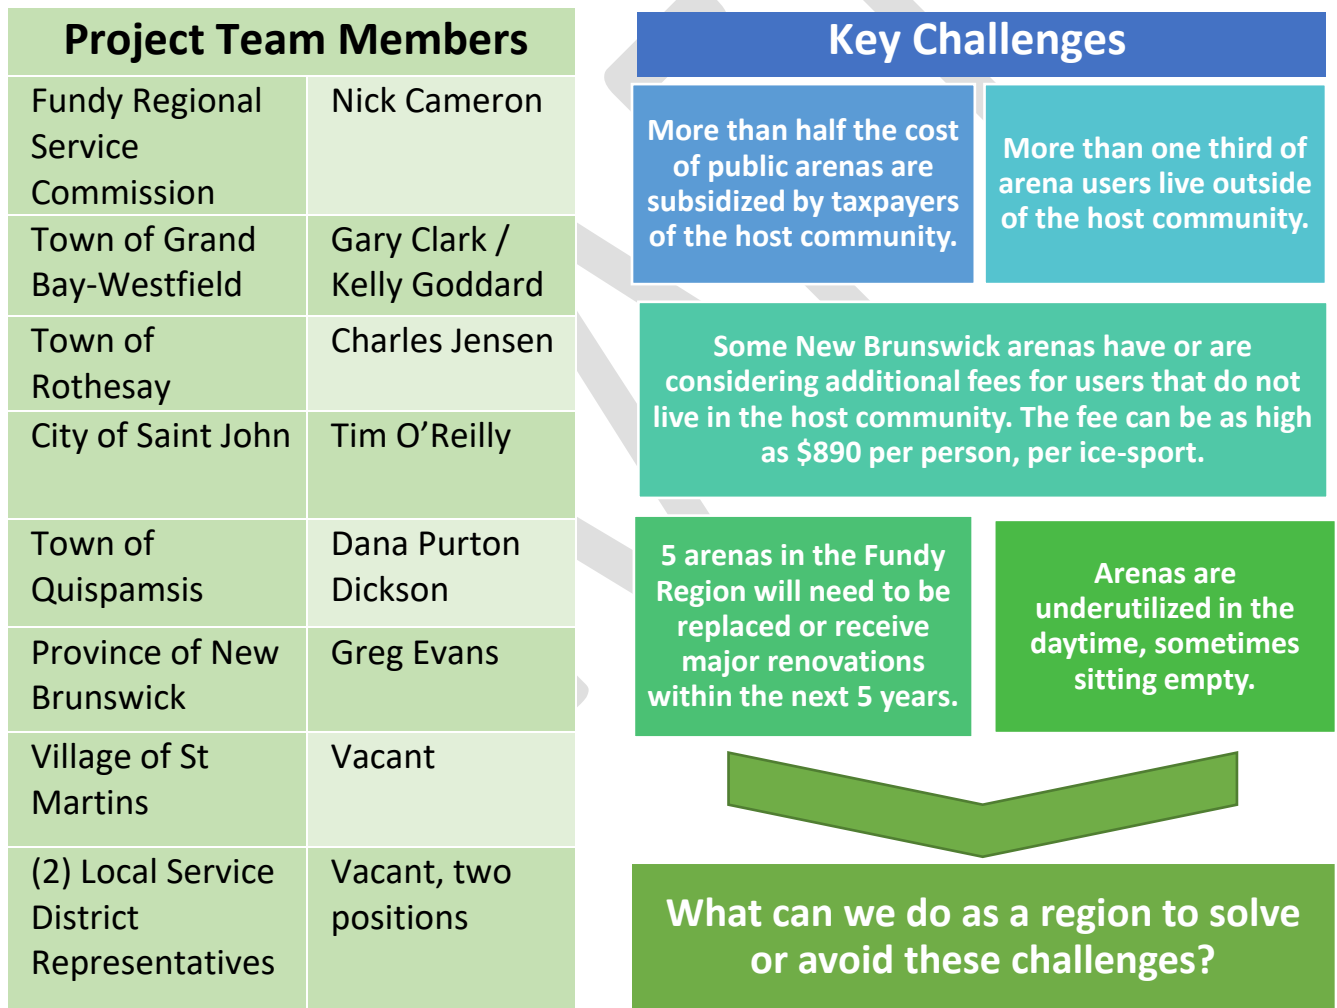 Project Team Members
Fundy Regional
Service
Commission
Nick Cameron
Town of Grand
Bay-Westfield
Gary Clark /
Kelly Goddard
Town of
Rothesay
Charles Jensen
City of Saint John
Tim O’Reilly
Town of
Quispamsis
Dana Purton
Dickson
Province of New
Brunswick
Greg Evans
Village of St
Martins
Vacant
(2) Local Service
District
Representatives
Vacant, two
positions
Key Challenges
More than half the cost
of public arenas are
subsidized by taxpayers
of the host community.
More than one third of
arena users live outside
of the host community.
Some New Brunswick arenas have or are
considering additional fees for users that do not
live in the host community. The fee can be as high
as $890 per person, per ice-sport.
5 arenas in the Fundy
Region will need to be
replaced or receive
major renovations
within the next 5 years.
Arenas are
underutilized in the
daytime, sometimes
sitting empty.
What can we do as a region to solve
or avoid these challenges?